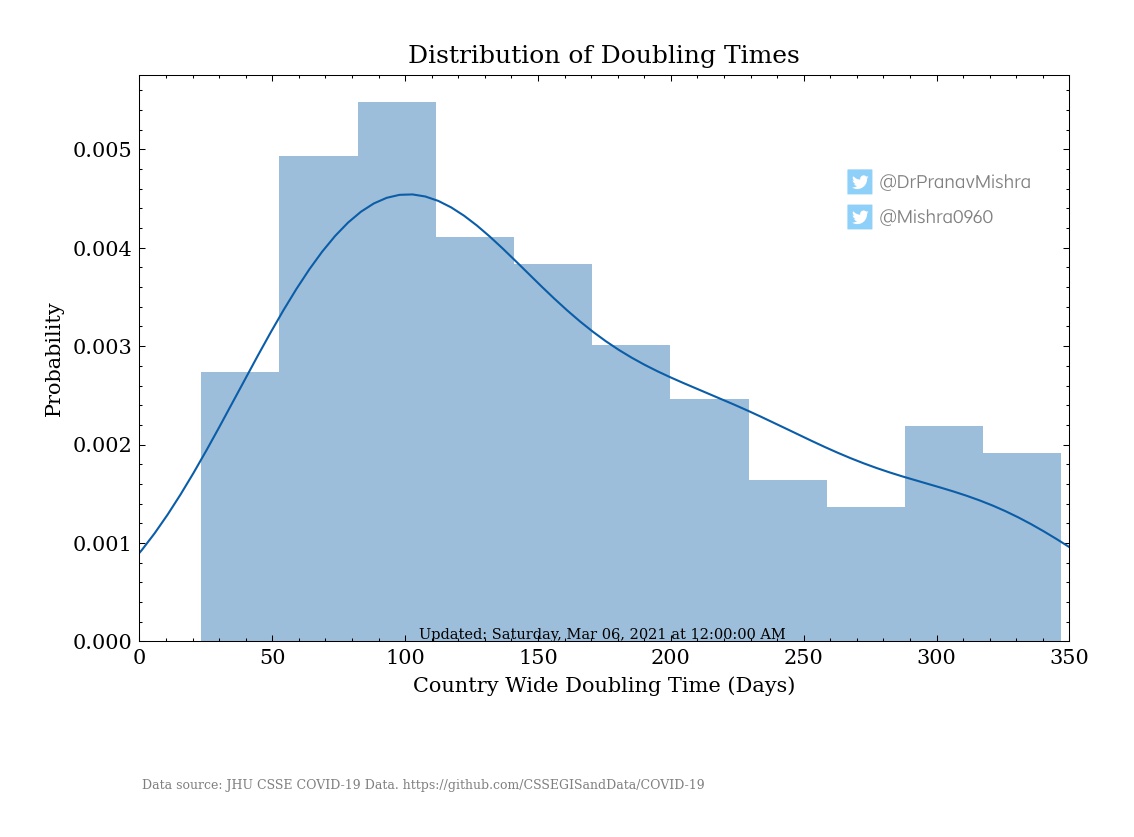 Distribution of Doubling Times
0.005
0.004
0.003
0.002
0.001
0.000
Probability
@DrPranavMishra
@Mishra0960
Updated: Saturday, Mar 06, 2021 at 12:00:00 AM
0 50 100 150 200 250 300 350
Country Wide Doubling Time (Days)
Data source: JHU CSSE COVID-19 Data. https://github.com/CSSEGISandData/COVID-19